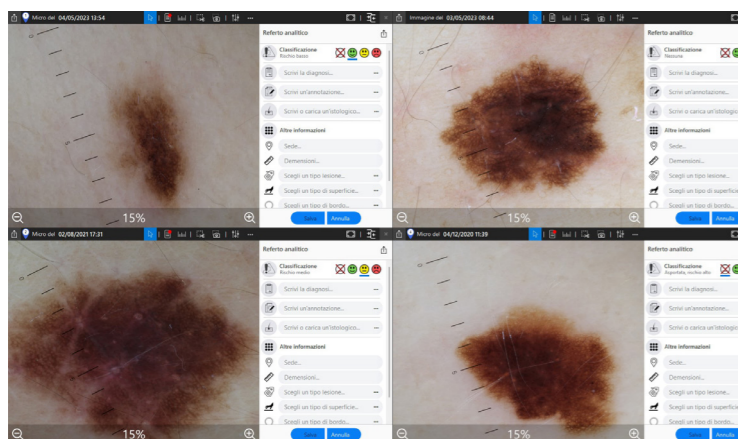 Micro del 04/05/2023 13:54
Referto analitico
Classificazione
Rischio basso
Scrivi la diagnosi...
Scrivi un'annotazione...
Scrivi o carica un'istologico...
Altre informazioni
Sede...
Demensioni...
Scegli un tipo lesione...
Scegli un tipo di superficie...
Scegli un tipo di bordo...
Salva Annulla
15%
Immagine del 03/05/2023 08:44
Referto analitico
Classificazione
Nessuna
Scrivi la diagnosi...
Scrivi un'annotazione...
Scrivi o carica un'istologico
Altre informazioni
Sede...
Demensioni...
Scegli un tipo lesione...
Scegli un tipo di superficie...
Scegli un tipo di bordo...
Salva Annulla
15%
Micro del 02/08/2021 17:31
Referto analitico
Classificazione
Rischio medio
Scrivi la diagnosi...
Scrivi un'annotazione...
Scrivi o carica un'istologico...
Altre informazioni
Sede...
Demensioni...
Scegli un tipo lesione...
Scegli un tipo di superficie...
Scegli un tipo di bordo...
Salva Annulla
15%
Micro del 04/12/2020 11:39
Referto analitico
Classificazione
Asportata, rischio alto
Scrivi la diagnosi...
Scrivi un'annotazione...
Scrivi o carica un'istologico
Altre informazioni
Sede...
Demensioni...
Scegli un tipo lesione...
Scegli un tipo di superficie...
Scegli un tipo di bordo...
Salva Annulla
15%